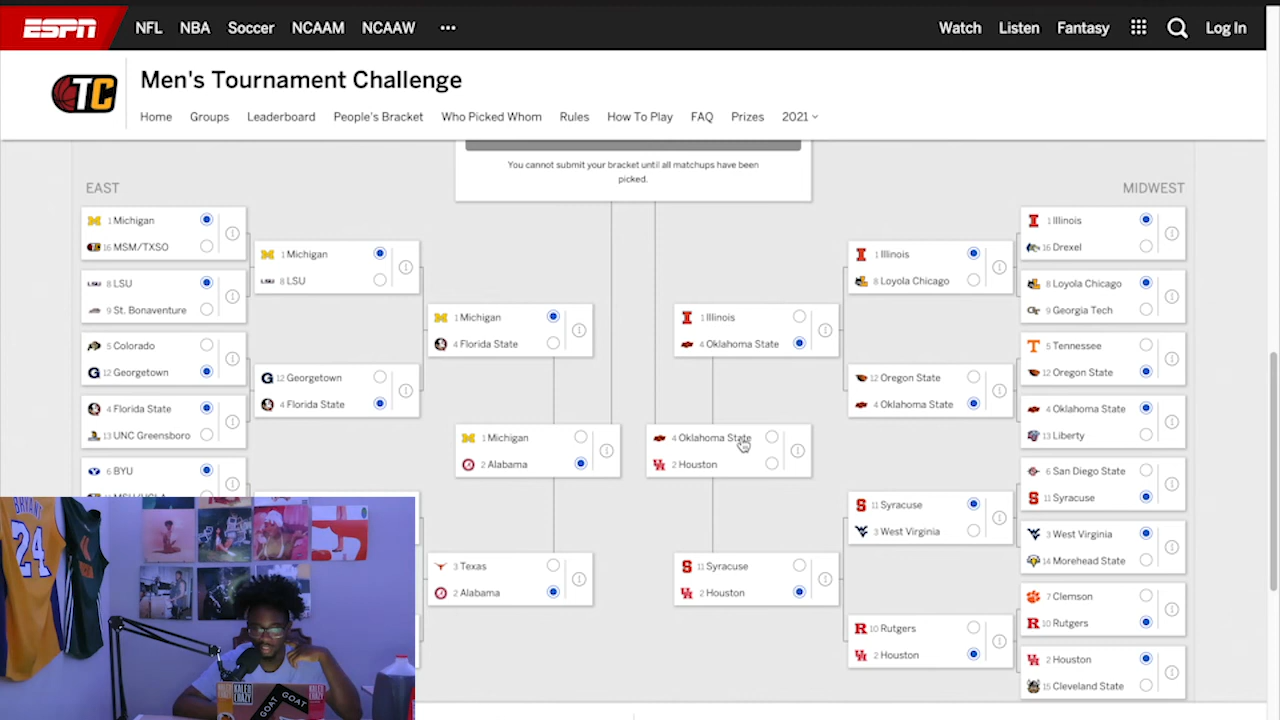 ESPN NFL NBA Soccer NCAAM NCAAW ••• Watch Listen Fantasy Log In
TC
Men's Tournament Challenge
Home Groups Leaderboard People's Bracket Who Picked Whom Rules How To Play FAQ Prizes 2021
You cannot submit your bracket until all matchups have been
picked.
EAST
1 Michigan
16 MSM/TXSO
8 LSU
9 St. Bonaventure
5 Colorado
12 Georgetown
4 Florida State
13 UNC Greensboro
6 BYU
1 Michigan
8 LSU
12 Georgetown
4 Florida State
1 Michigan
4 Florida State
1 Michigan
2 Alabama
3 Texas
2 Alabama
MIDWEST
1 Illinois
4 Oklahoma State
4 Oklahoma State
2 Houston
11 Syracuse
2 Houston
1 Illinois
8 Loyola Chicago
12 Oregon State
4 Oklahoma State
11 Syracuse
3 West Virginia
10 Rutgers
2 Houston
1 Illinois
16 Drexel
8 Loyola Chicago
9 Georgia Tech
5 Tennessee
12 Oregon State
4 Oklahoma State
13 Liberty
6 San Diego State
11 Syracuse
3 West Virginia
14 Morehead State
7 Clemson
10 Rutgers
2 Houston
15 Cleveland State
BRYANT
24
GOAT GOAT